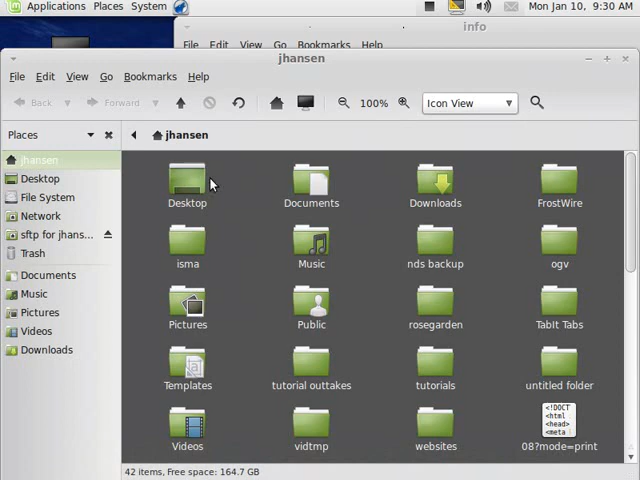 Applications Places System Mon Jan 10, 9:30 AM
info
File Edit View Go Bookmarks Help
jhansen
File Edit View Go Bookmarks Help
Back Forward 100% Icon View
Places jhansen
jhansen
Desktop
File System
Network
sftp for jhans...
Trash
Documents
Music
Pictures
Videos
Downloads
Desktop Documents Downloads FrostWire
isma Music nds backup ogv
Pictures Public rosegarden TabIt Tabs
Templates tutorial outtakes tutorials untitled folder
<!DOCT
<html
<head>
<meta
Videos vidtmp websites 08?mode=print
42 items, Free space: 164.7 GB